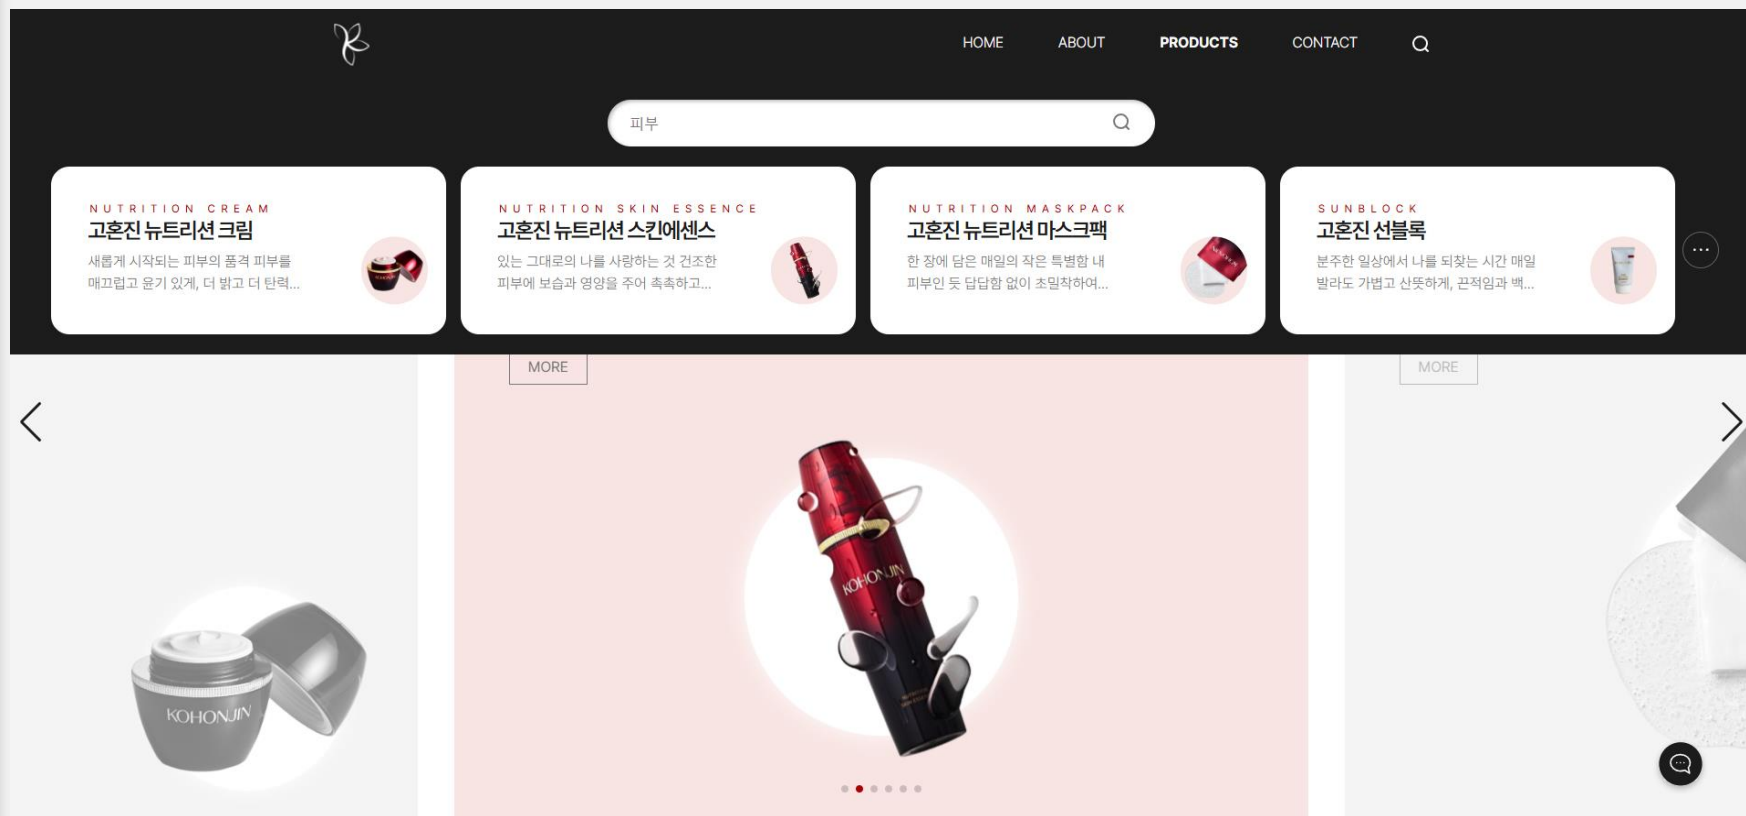 HOME ABOUT PRODUCTS CONTACT
피부
NUTRITION CREAM
고혼진 뉴트리션 크림
새롭게 시작되는 피부의 품격 피부를
매끄럽고 윤기 있게, 더 밝고 더 탄력...
NUTRITION SKIN ESSENCE
고혼진 뉴트리션 스킨에센스
있는 그대로의 나를 사랑하는 것 건조한
피부에 보습과 영양을 주어 촉촉하고...
NUTRITION MASKPACK
고혼진 뉴트리션 마스크팩
한 장에 담은 매일의 작은 특별함 내
피부인 듯 답답함 없이 초밀착하여...
SUNBLOCK
고혼진 선블록
분주한 일상에서 나를 되찾는 시간 매일
발라도 가볍고 산뜻하게, 끈적임과 백...
MORE
MORE
KOHONJIN
KOHONJIN